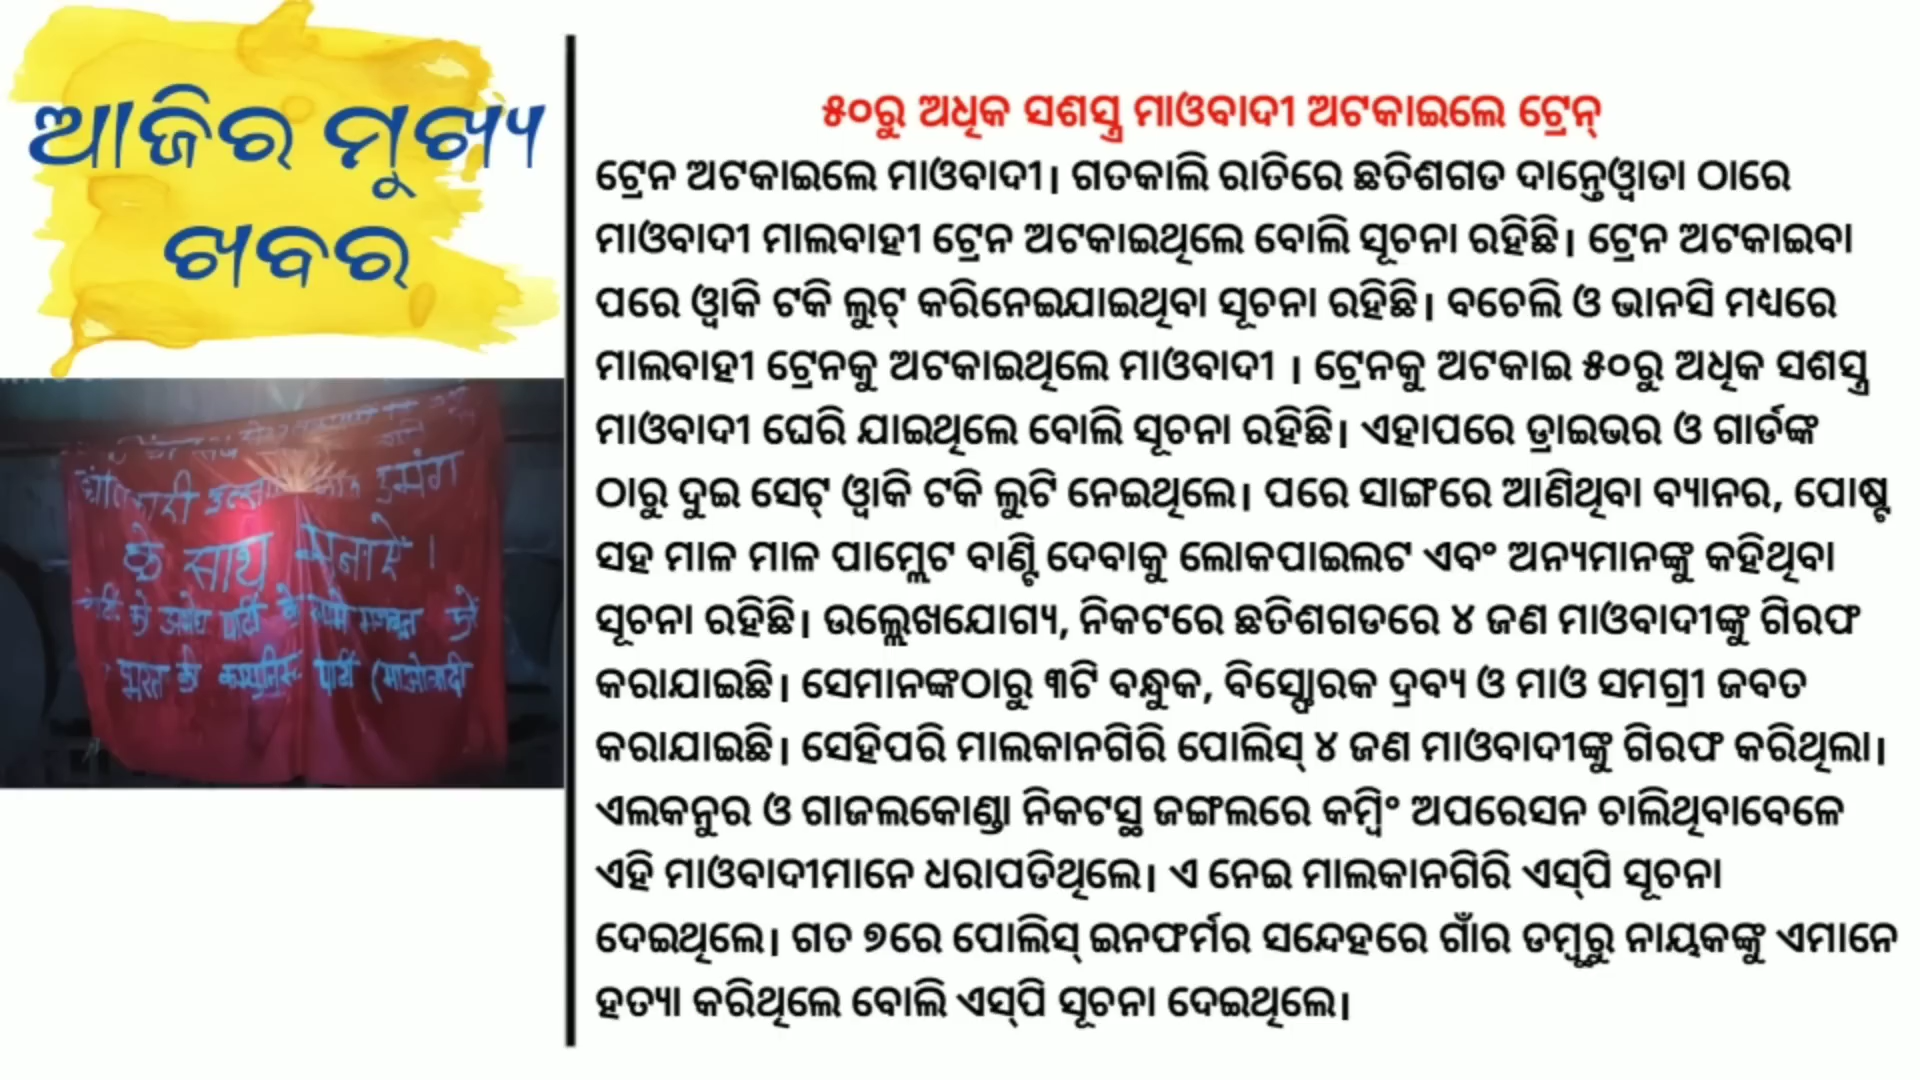 ଆଜିର ମୁଖ୍ୟ
ଖବର
୫୦ରୁ ଅଧିକ ସଶସ୍ତ୍ର ମାଓବାଦୀ ଅଟକାଇଲେ ଟ୍ରେନ୍
ଟ୍ରେନ ଅଟକାଇଲେ ମାଓବାଦୀ। ଗତକାଲି ରାତିରେ ଛତିଶଗଡ ଦାନ୍ତେୱାଡା ଠାରେ
ମାଓବାଦୀ ମାଲବାହୀ ଟ୍ରେନ ଅଟକାଇଥିଲେ ବୋଲି ସୂଚନା ରହିଛି। ଟ୍ରେନ ଅଟକାଇବା
ପରେ ୱାକି ଟକି ଲୁଟ୍ କରିନେଇଯାଇଥିବା ସୂଚନା ରହିଛି। ବଚେଲି ଓ ଭାନସି ମଧ୍ୟରେ
ମାଲବାହୀ ଟ୍ରେନକୁ ଅଟକାଇଥିଲେ ମାଓବାଦୀ । ଟ୍ରେନକୁ ଅଟକାଇ ୫୦ରୁ ଅଧିକ ସଶସ୍ତ୍ର
ମାଓବାଦୀ ଘେରି ଯାଇଥିଲେ ବୋଲି ସୂଚନା ରହିଛି। ଏହାପରେ ଡ୍ରାଇଭର ଓ ଗାର୍ଡଙ୍କ
ଠାରୁ ଦୁଇ ସେଟ୍ ୱାକି ଟକି ଲୁଟି ନେଇଥିଲେ। ପରେ ସାଙ୍ଗରେ ଆଣିଥିବା ବ୍ୟାନର, ପୋଷ୍ଟ
ସହ ମାଳ ମାଳ ପାମ୍ଲେଟ ବାଣ୍ଟି ଦେବାକୁ ଲୋକପାଇଲଟ ଏବଂ ଅନ୍ୟମାନଙ୍କୁ କହିଥିବା
ସୂଚନା ରହିଛି। ଉଲ୍ଲେଖଯୋଗ୍ୟ, ନିକଟରେ ଛତିଶଗଡରେ ୪ ଜଣ ମାଓବାଦୀଙ୍କୁ ଗିରଫ
କରାଯାଇଛି। ସେମାନଙ୍କଠାରୁ ୩ଟି ବନ୍ଧୁକ, ବିସ୍ଫୋରକ ଦ୍ରବ୍ୟ ଓ ମାଓ ସମଗ୍ରୀ ଜବତ
କରାଯାଇଛି। ସେହିପରି ମାଲକାନଗିରି ପୋଲିସ୍ ୪ ଜଣ ମାଓବାଦୀଙ୍କୁ ଗିରଫ କରିଥିଲା।
ଏଲକନୁର ଓ ଗାଜଲକୋଣ୍ଡା ନିକଟସ୍ଥ ଜଙ୍ଗଲରେ କମ୍ବିଂ ଅପରେସନ ଚାଲିଥିବାବେଳେ
ଏହି ମାଓବାଦୀମାନେ ଧରାପଡିଥିଲେ। ଏ ନେଇ ମାଲକାନଗିରି ଏସ୍‌ପି ସୂଚନା
ଦେଇଥିଲେ। ଗତ ୭ରେ ପୋଲିସ୍ ଇନଫର୍ମର ସନ୍ଦେହରେ ଗାଁର ଡମ୍ବୁରୁ ନାୟକଙ୍କୁ ଏମାନେ
ହତ୍ୟା କରିଥିଲେ ବୋଲି ଏସ୍‌ପି ସୂଚନା ଦେଇଥିଲେ।
के साथ मनाएं।
पार्टी के
भारत की कम्युनिस्ट पार्टी (माओवादी